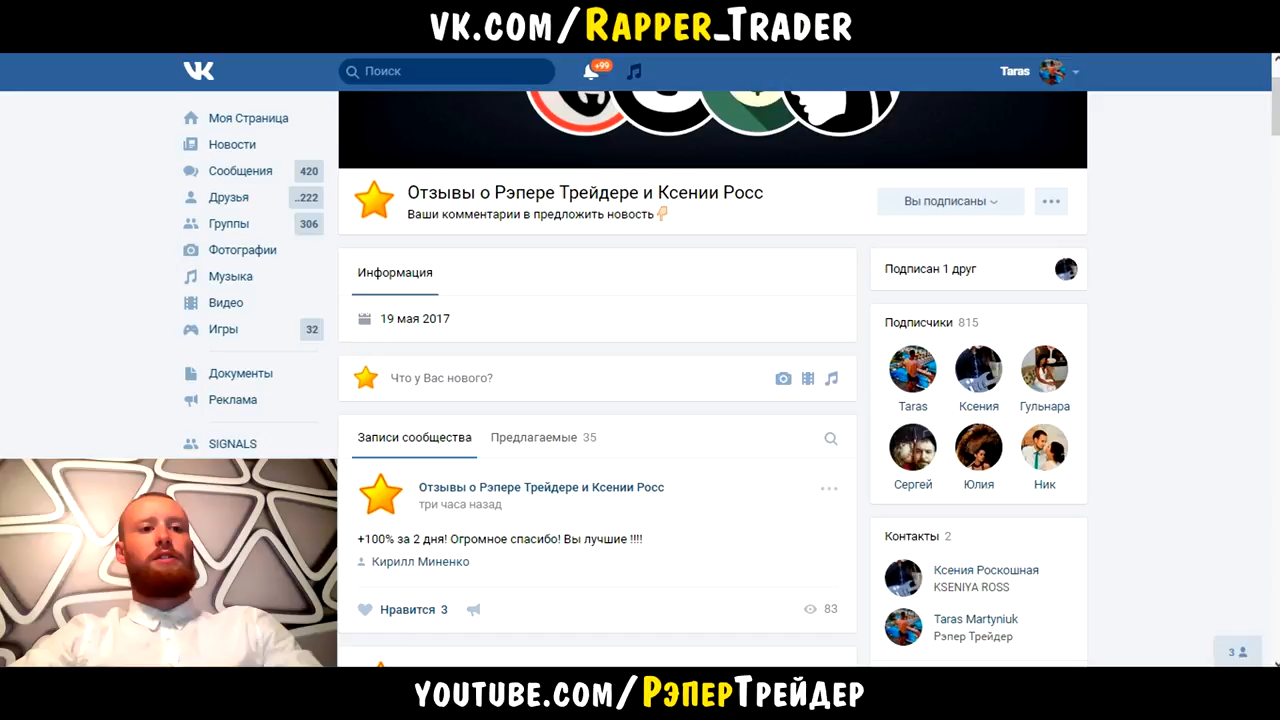 vk.com/Rapper_Trader
Поиск
+99
Taras
Моя Страница
Новости
Сообщения 420
Друзья ..222
Группы 306
Фотографии
Музыка
Видео
Игры 32
Документы
Реклама
SIGNALS
Отзывы о Рэпере Трейдере и Ксении Росс
Ваши комментарии в предложить новость👇🏻
Вы подписаны
Информация
19 мая 2017
Что у Вас нового?
Записи сообщества Предлагаемые 35
Отзывы о Рэпере Трейдере и Ксении Росс
три часа назад
+100% за 2 дня! Огромное спасибо! Вы лучшие !!!!
Кирилл Миненко
Нравится 3
83
Подписан 1 друг
Подписчики 815
Taras Ксения Гульнара
Сергей Юлия Ник
Контакты 2
Ксения Роскошная
KSENIYA ROSS
Taras Martyniuk
Рэпер Трейдер
3
youtube.com/РэперТрейдер